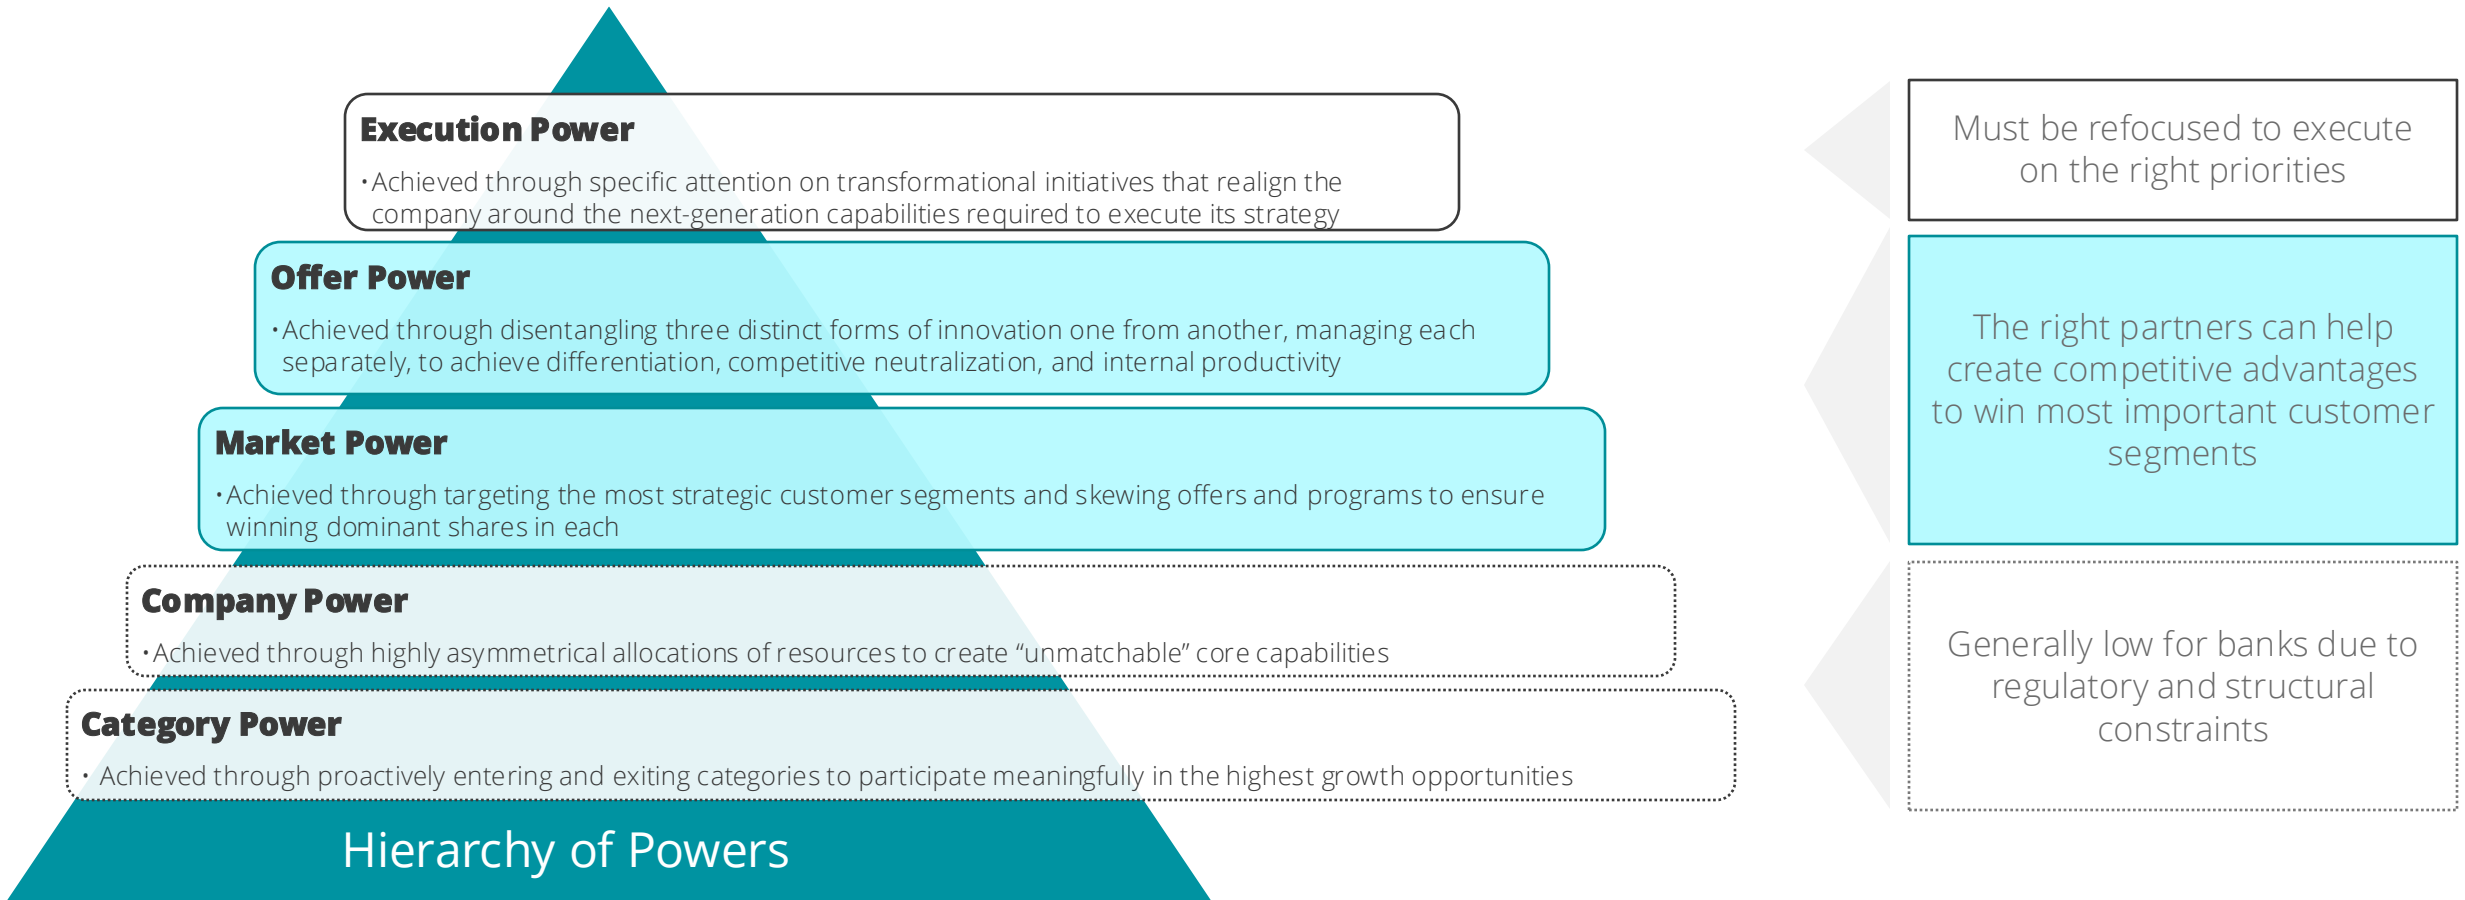 Execution Power
•Achieved through specific attention on transformational initiatives that realign the
company around the next-generation capabilities required to execute its strategy
Must be refocused to execute
on the right priorities
Offer Power
•Achieved through disentangling three distinct forms of innovation one from another, managing each
separately, to achieve differentiation, competitive neutralization, and internal productivity
Market Power
•Achieved through targeting the most strategic customer segments and skewing offers and programs to ensure
winning dominant shares in each
The right partners can help
create competitive advantages
to win most important customer
segments
Company Power
•Achieved through highly asymmetrical allocations of resources to create “unmatchable” core capabilities
Category Power
• Achieved through proactively entering and exiting categories to participate meaningfully in the highest growth opportunities
Generally low for banks due to
regulatory and structural
constraints
Hierarchy of Powers